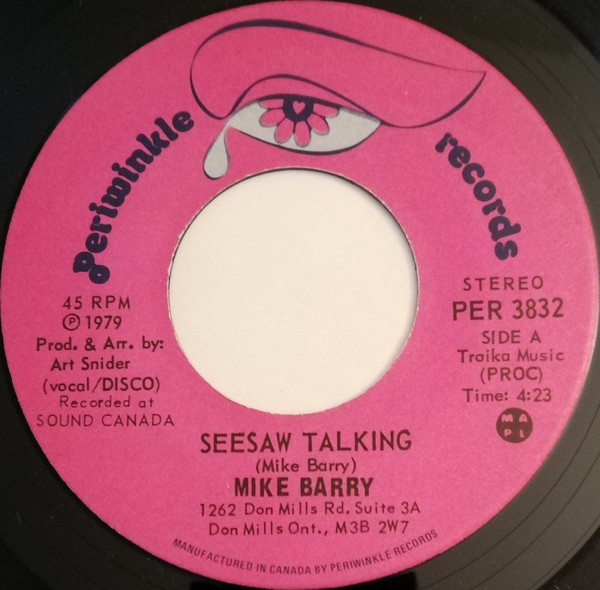 Periwinkle records
45 RPM
Ⓟ 1979
Prod. & Arr. by:
Art Snider
(vocal/DISCO)
Recorded at
SOUND CANADA
STEREO
PER 3832
SIDE A
Troika Music
(PROC)
Time: 4:23
M A
P L
SEESAW TALKING
(Mike Barry)
MIKE BARRY
1262 Don Mills Rd. Suite 3A
Don Mills Ont., M3B 2W7
MANUFACTURED IN CANADA BY PERIWINKLE RECORDS